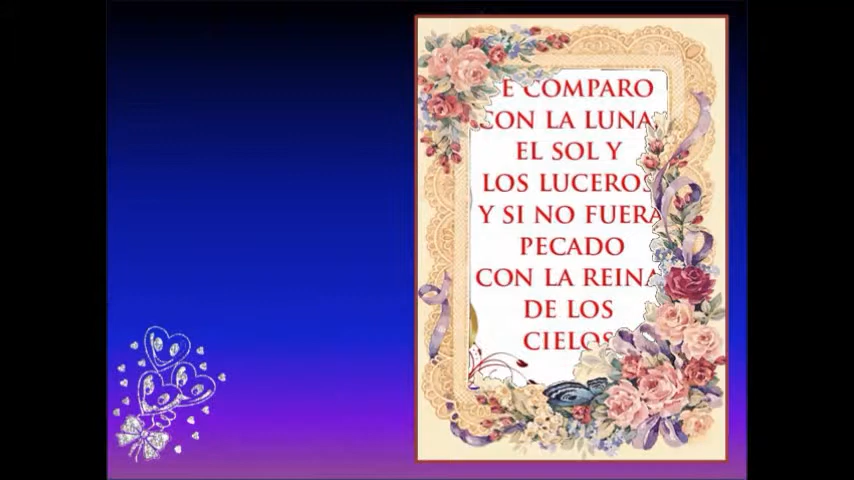 E COMPARO
CON LA LUNA
EL SOL Y
LOS LUCEROS
Y SI NO FUERA
PECADO
CON LA REINA
DE LOS
CIELOS